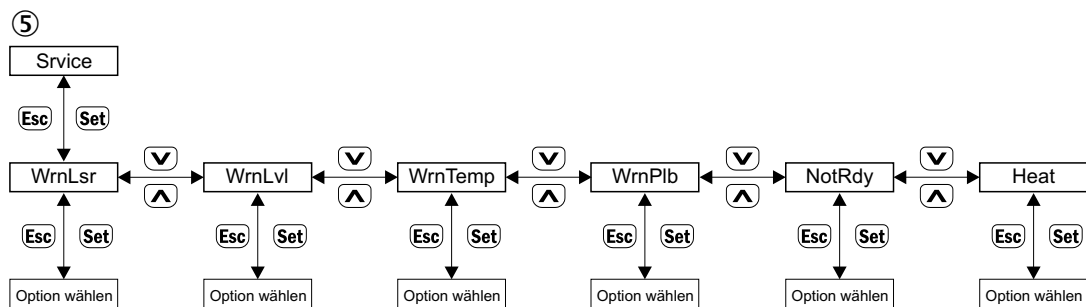 ⑤
Srvice
Esc Set
WrnLsr WrnLvl WrnTemp WrnPlb NotRdy Heat
Esc Set Esc Set Esc Set Esc Set Esc Set Esc Set
Option wählen Option wählen Option wählen Option wählen Option wählen Option wählen